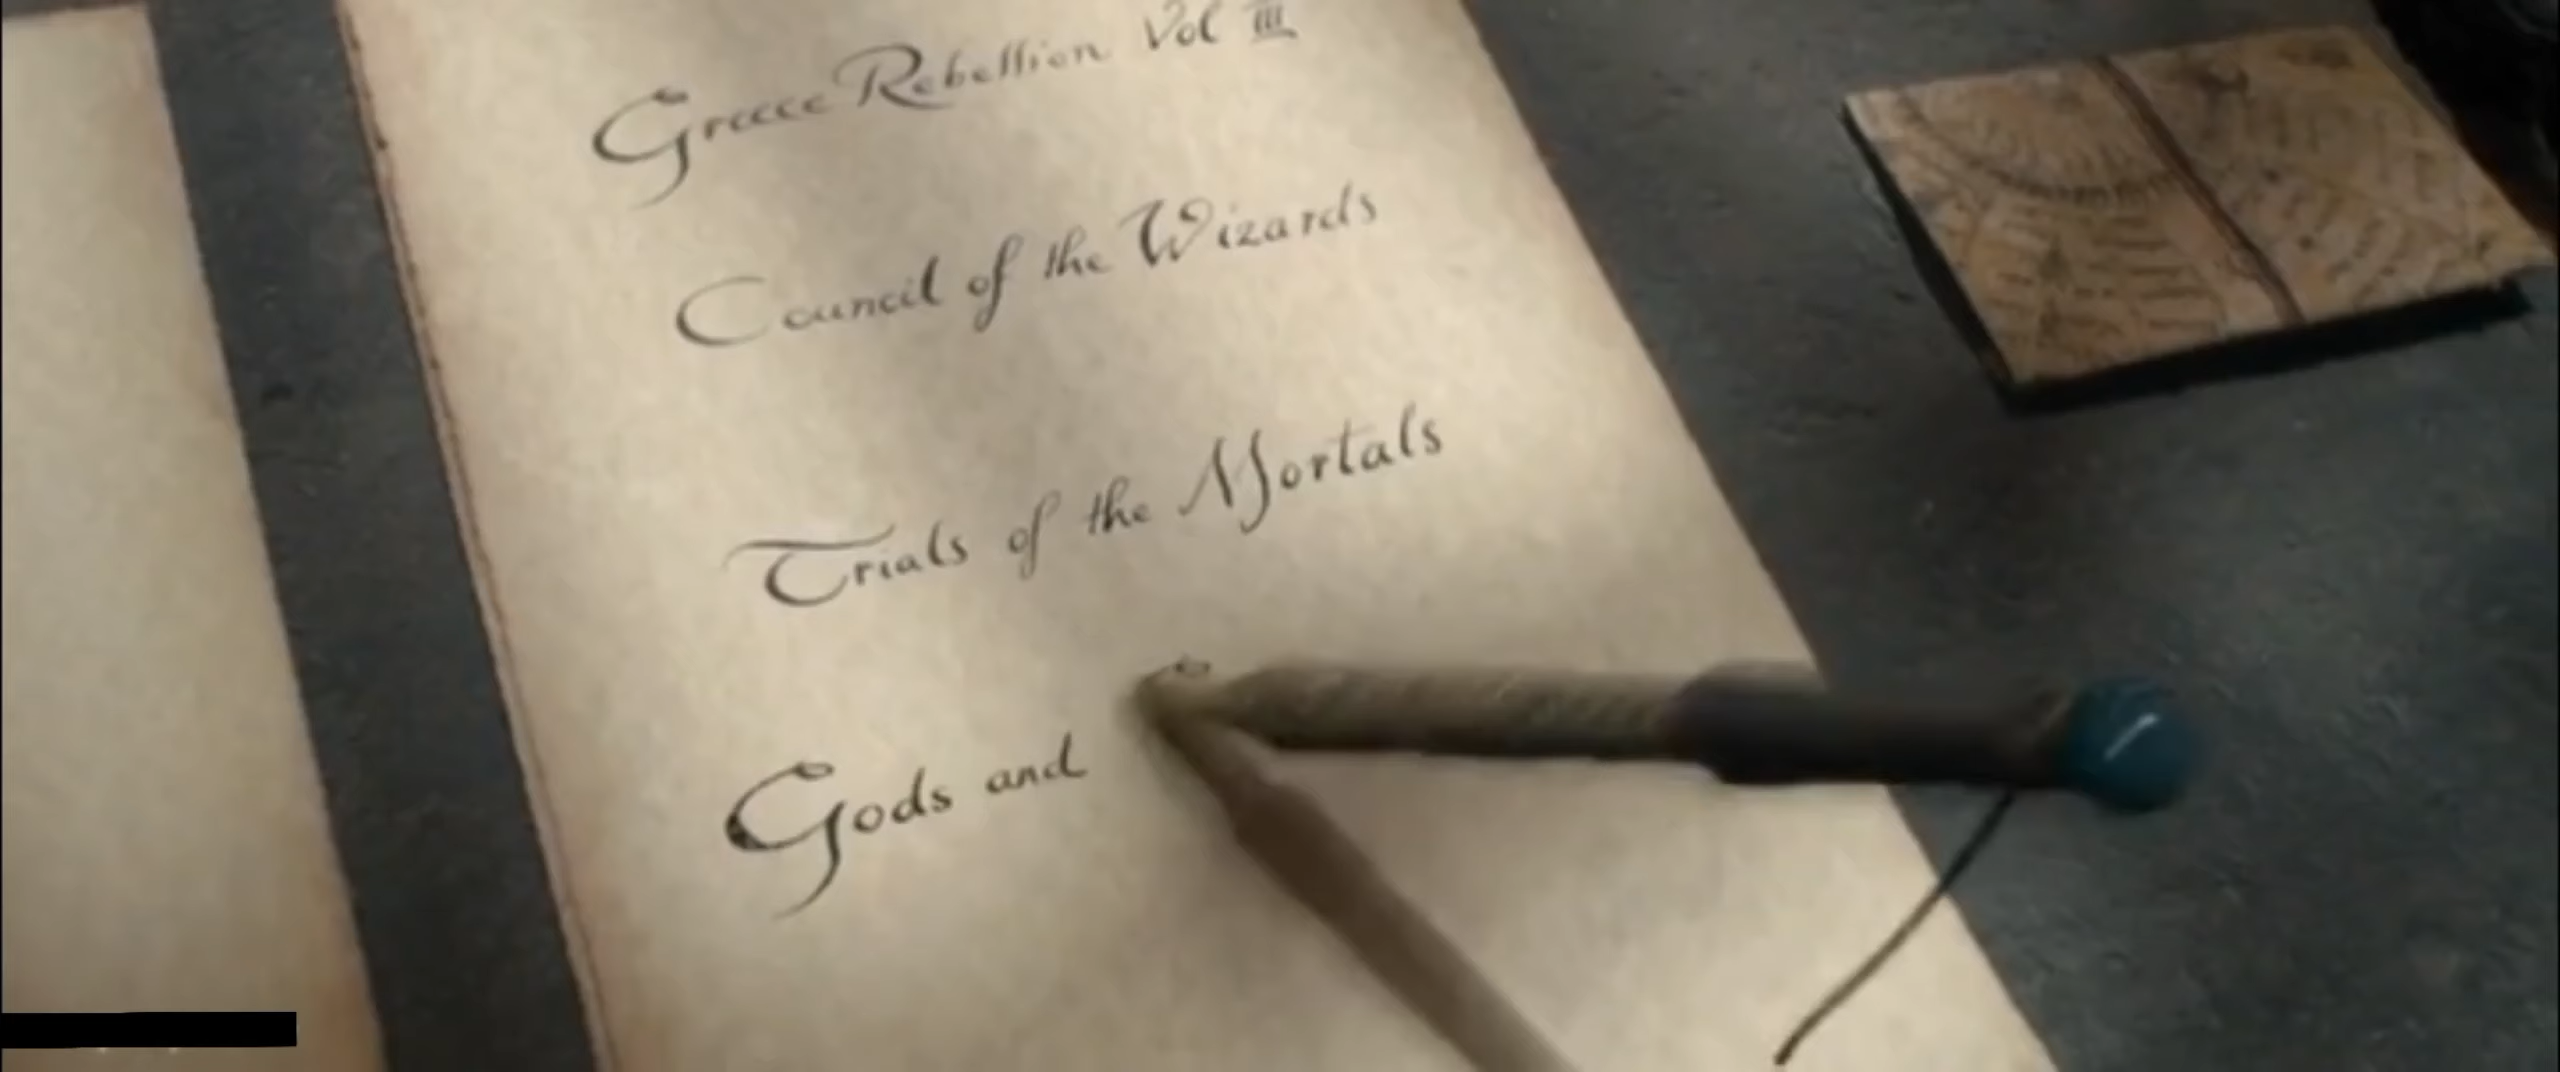 Greece Rebellion Vol III
Council of the Wizards
Trials of the Mortals
Gods and